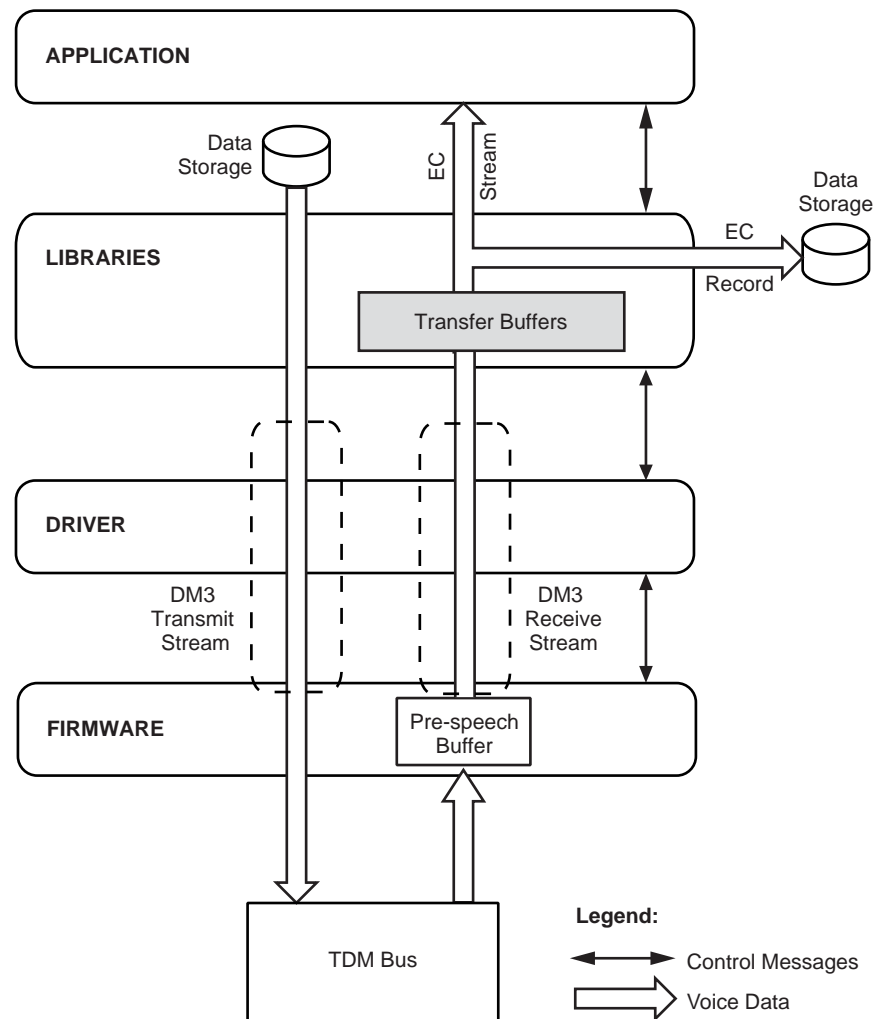 APPLICATION
Data
Storage
EC
Stream
Data
Storage
LIBRARIES
EC
Record
Transfer Buffers
DRIVER
DM3
Transmit
Stream
DM3
Receive
Stream
FIRMWARE
Pre-speech
Buffer
TDM Bus
Legend:
Control Messages
Voice Data